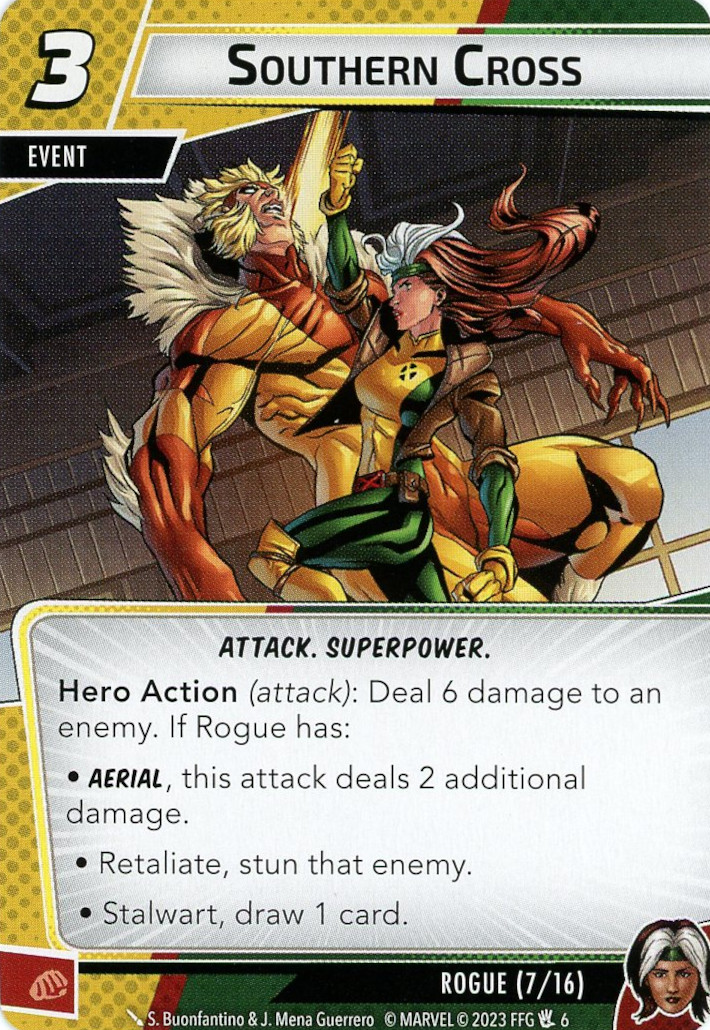 3
SOUTHERN CROSS
EVENT
ATTACK. SUPERPOWER.
Hero Action (attack): Deal 6 damage to an
enemy. If Rogue has:
• AERIAL, this attack deals 2 additional
damage.
• Retaliate, stun that enemy.
• Stalwart, draw 1 card.
ROGUE (7/16)
S. Buonfantino & J. Mena Guerrero © MARVEL © 2023 FFG 6